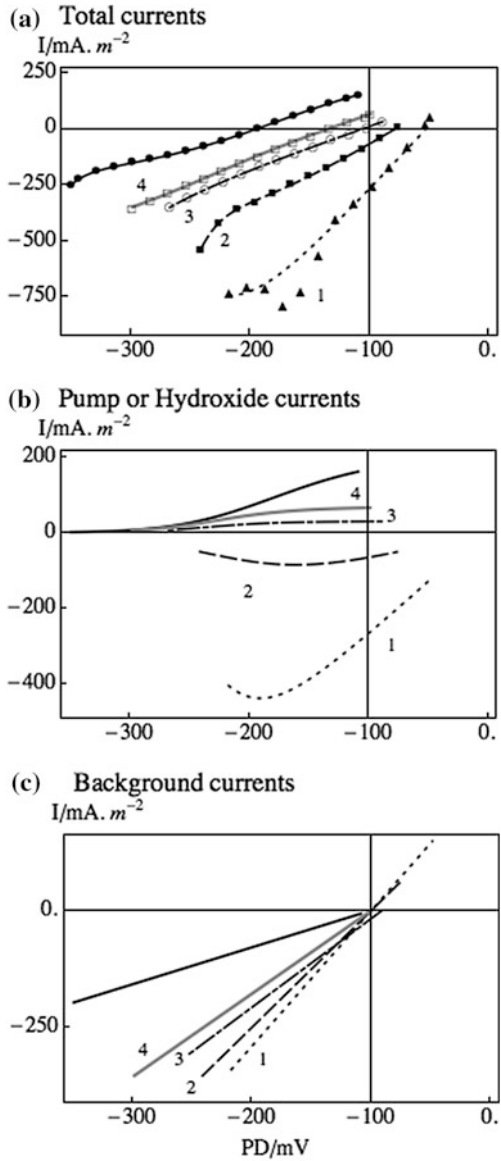 (a) Total currents
I/mA. m⁻²
250
0
−250
−500
−750
4
3
2
1
−300 −200 −100 0.
(b) Pump or Hydroxide currents
I/mA. m⁻²
200
0
−200
−400
4
3
2
1
−300 −200 −100 0.
(c) Background currents
I/mA. m⁻²
0.
−250
4
3
2
1
−300 −200 −100 0.
PD/mV